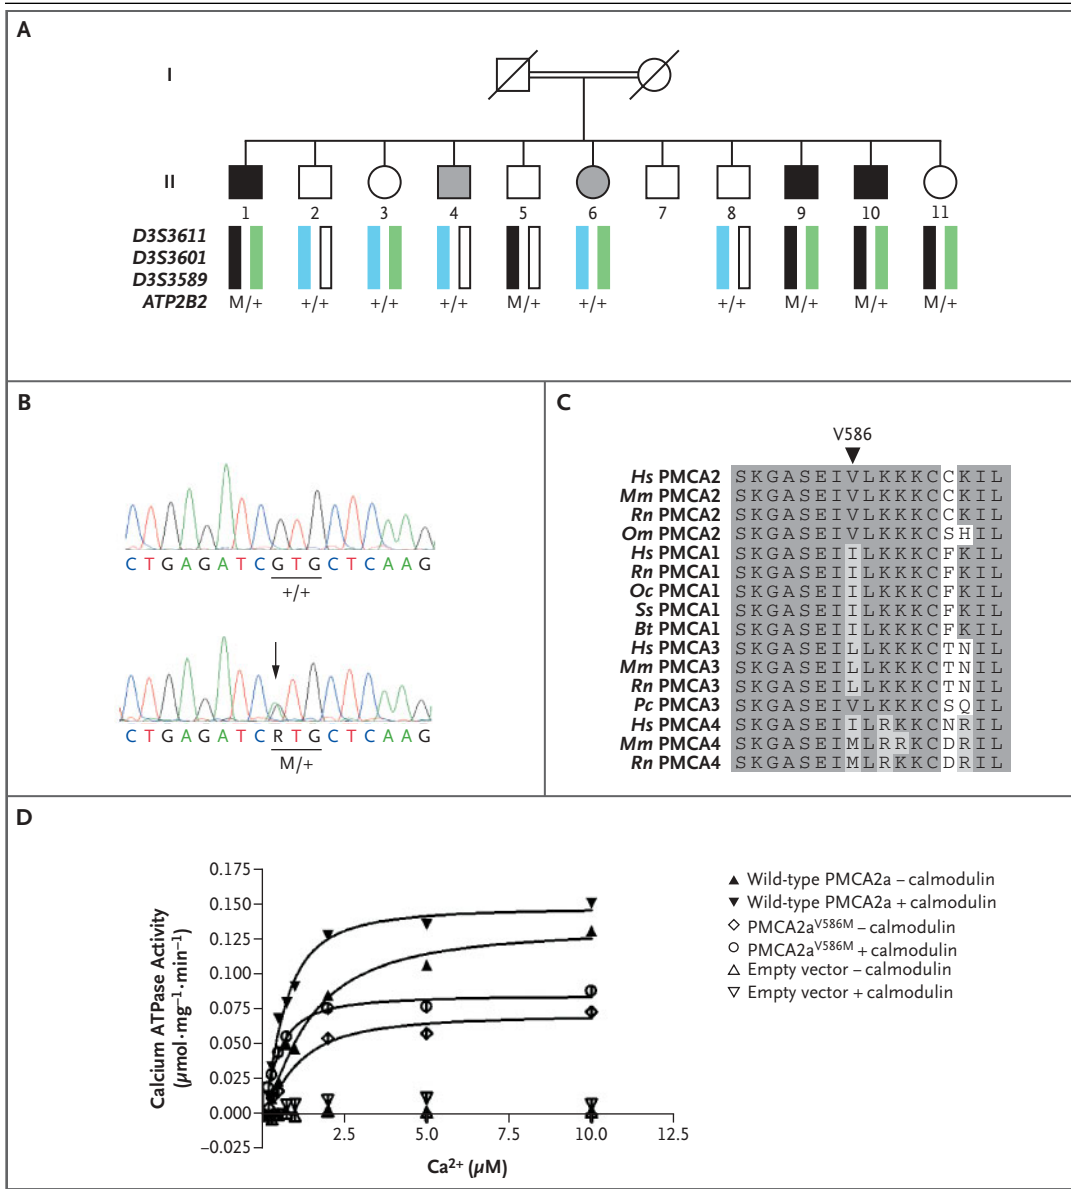 A
I
II
1 2 3 4 5 6 7 8 9 10 11
D3S3611
D3S3601
D3S3589
ATP2B2 M/+ +/+ +/+ +/+ M/+ +/+ +/+ M/+ M/+ M/+
B
CTGAGATCGTGCTCAAG
+/+
CTGAGATCRTGCTCAAG
M/+
C
V586
Hs PMCA2 SKGASEIVLKKKCCKIL
Mm PMCA2 SKGASEIVLKKKCCKIL
Rn PMCA2 SKGASEIVLKKKCCKIL
Om PMCA2 SKGASEIVLKKKCSHIL
Hs PMCA1 SKGASEIILKKKCFKIL
Rn PMCA1 SKGASEIILKKKCFKIL
Oc PMCA1 SKGASEIILKKKCFKIL
Ss PMCA1 SKGASEIILKKKCFKIL
Bt PMCA1 SKGASEIILKKKCFKIL
Hs PMCA3 SKGASEILLKKKCTNIL
Mm PMCA3 SKGASEILLKKKCTNIL
Rn PMCA3 SKGASEILLKKKCTNIL
Pc PMCA3 SKGASEIVLKKKCSQIL
Hs PMCA4 SKGASEIILRKKCNRIL
Mm PMCA4 SKGASEIMLRRKCDRIL
Rn PMCA4 SKGASEIMLRKKCDRIL
D
Calcium ATPase Activity
(µmol·mg⁻¹·min⁻¹)
0.175
0.150
0.125
0.100
0.075
0.050
0.025
0.000
−0.025
2.5 5.0 7.5 10.0 12.5
Ca²⁺ (µM)
Wild-type PMCA2a − calmodulin
Wild-type PMCA2a + calmodulin
PMCA2aⱽ⁵⁸⁶ᴹ − calmodulin
PMCA2aⱽ⁵⁸⁶ᴹ + calmodulin
Empty vector − calmodulin
Empty vector + calmodulin